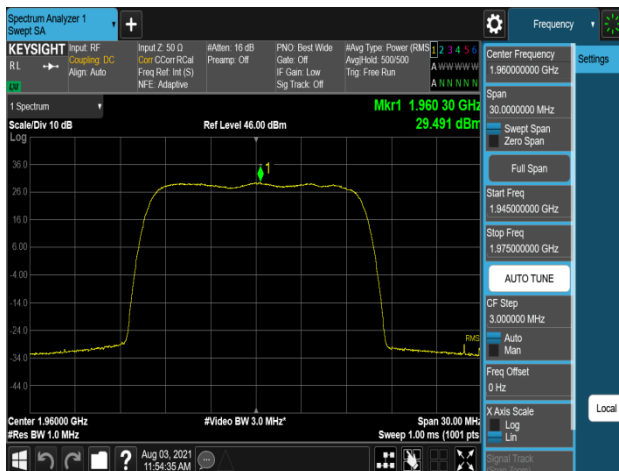 Spectrum Analyzer 1
Swept SA
+
Frequency
KEYSIGHT
RL
Input: RF
Coupling: DC
Align: Auto
Input Z: 50 Ω
Corr CCorr RCal
Freq Ref: Int (S)
NFE: Adaptive
#Atten: 16 dB
Preamp: Off
PNO: Best Wide
Gate: Off
IF Gain: Low
Sig Track: Off
#Avg Type: Power (RMS
Avg|Hold: 500/500
Trig: Free Run
1 2 3 4 5 6
A W W W W W
A N N N N N
1 Spectrum
Scale/Div 10 dB
Log
Ref Level 46.00 dBm
Mkr1 1.960 30 GHz
29.491 dBm
36.0
26.0
16.0
6.00
-4.00
-14.0
-24.0
-34.0
-44.0
1
RMS
Center 1.96000 GHz
#Res BW 1.0 MHz
#Video BW 3.0 MHz*
Span 30.00 MHz
Sweep 1.00 ms (1001 pts
?
Aug 03, 2021
11:54:35 AM
Center Frequency
1.960000000 GHz
Span
30.0000000 MHz
Swept Span
Zero Span
Full Span
Start Freq
1.945000000 GHz
Stop Freq
1.975000000 GHz
AUTO TUNE
CF Step
3.000000 MHz
Auto
Man
Freq Offset
0 Hz
X Axis Scale
Log
Lin
Signal Track
Settings
Local